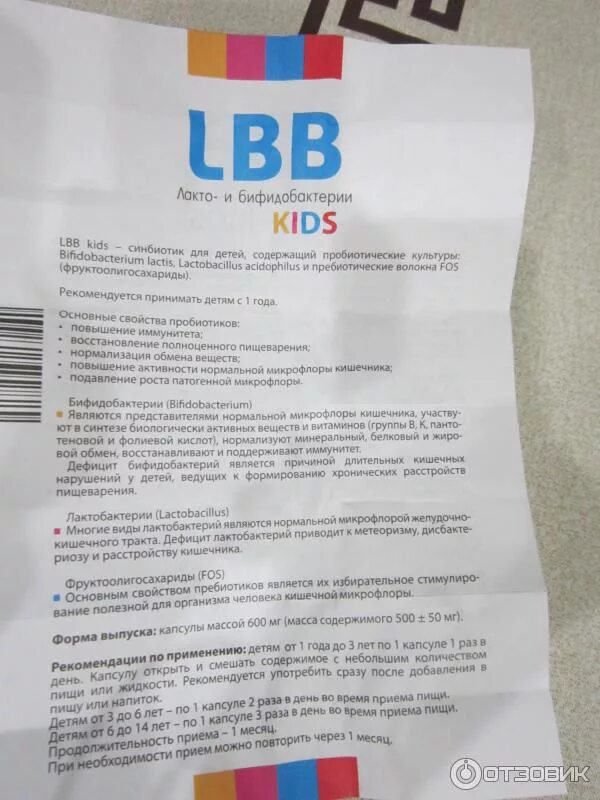 LBB
Лакто- и бифидобактерии
KIDS
LBB kids – синбиотик для детей, содержащий пробиотические культуры:
Bifidobacterium lactis, Lactobacillus acidophilus и пребиотические волокна FOS
(фруктоолигосахариды).
Рекомендуется принимать детям с 1 года.
Основные свойства пробиотиков:
• повышение иммунитета;
• восстановление полноценного пищеварения;
• нормализация обмена веществ;
• повышение активности нормальной микрофлоры кишечника;
• подавление роста патогенной микрофлоры.
Бифидобактерии (Bifidobacterium)
Являются представителями нормальной микрофлоры кишечника, участву-
ют в синтезе биологически активных веществ и витаминов (группы В, К, панто-
теновой и фолиевой кислот), нормализуют минеральный, белковый и жиро-
вой обмен, восстанавливают и поддерживают иммунитет.
Дефицит бифидобактерий является причиной длительных кишечных
нарушений у детей, ведущих к формированию хронических расстройств
пищеварения.
Лактобактерии (Lactobacillus)
Многие виды лактобактерий являются нормальной микрофлорой желудочно-
кишечного тракта. Дефицит лактобактерий приводит к метеоризму, дисбакте-
риозу и расстройству кишечника.
Фруктоолигосахариды (FOS)
Основным свойством пребиотиков является их избирательное стимулиро-
вание полезной для организма человека кишечной микрофлоры.
Форма выпуска: капсулы массой 600 мг (масса содержимого 500 ± 50 мг).
Рекомендации по применению: детям от 1 года до 3 лет по 1 капсуле 1 раз в
день. Капсулу открыть и смешать содержимое с небольшим количеством
пищи или жидкости. Рекомендуется употребить сразу после добавления в
пищу или напиток.
Детям от 3 до 6 лет – по 1 капсуле 2 раза в день во время приема пищи.
Детям от 6 до 14 лет – по 1 капсуле 3 раза в день во время приема пищи.
Продолжительность приема – 1 месяц.
При необходимости прием можно повторить через 1 месяц.
ОТЗОВИК